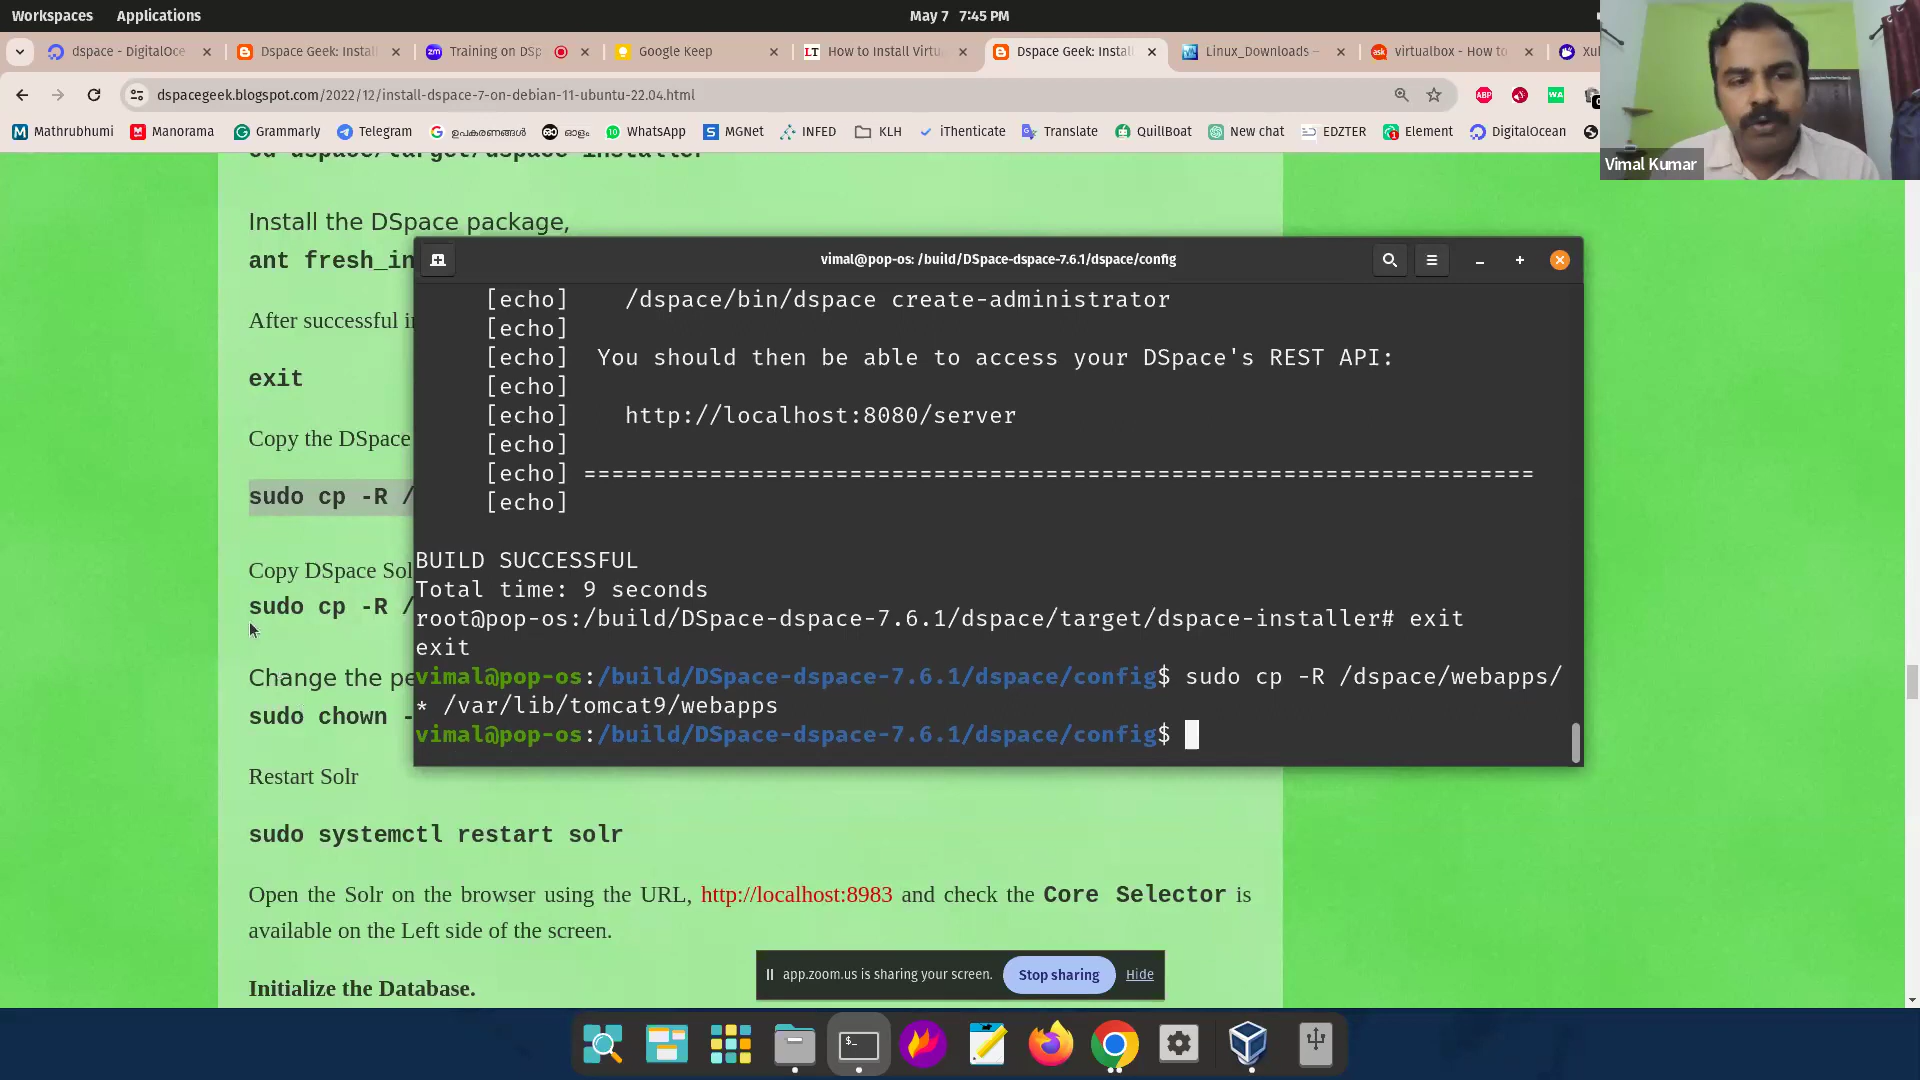 Workspaces
Applications
May 7 7:45 PM
dspace - DigitalOce
Dspace Geek: Instal
Training on DSp
Google Keep
How to Install Virtu
Dspace Geek: Instal
Linux_Downloads –
virtualbox - How to
Xul
dspacegeek.blogspot.com/2022/12/install-dspace-7-on-debian-11-ubuntu-22.04.html
Mathrubhumi
Manorama
Grammarly
Telegram
ഉപകരണങ്ങൾ
ഓളം
WhatsApp
MGNet
INFED
KLH
iThenticate
Translate
QuillBoat
New chat
EDZTER
Element
DigitalOcean
Vimal Kumar
cd dspace/target/dspace-installer
Install the DSpace package,
ant fresh_in
After successful in
exit
Copy the DSpace
sudo cp -R /
Copy DSpace Sol
sudo cp -R /
Change the pe
sudo chown -
Restart Solr
sudo systemctl restart solr
Open the Solr on the browser using the URL, http://localhost:8983 and check the Core Selector is
available on the Left side of the screen.
Initialize the Database.
vimal@pop-os: /build/DSpace-dspace-7.6.1/dspace/config
[echo] /dspace/bin/dspace create-administrator
[echo]
[echo] You should then be able to access your DSpace's REST API:
[echo]
[echo] http://localhost:8080/server
[echo]
[echo] ====================================================================
[echo]
BUILD SUCCESSFUL
Total time: 9 seconds
root@pop-os:/build/DSpace-dspace-7.6.1/dspace/target/dspace-installer# exit
exit
vimal@pop-os:/build/DSpace-dspace-7.6.1/dspace/config$ sudo cp -R /dspace/webapps/
* /var/lib/tomcat9/webapps
vimal@pop-os:/build/DSpace-dspace-7.6.1/dspace/config$
app.zoom.us is sharing your screen.
Stop sharing
Hide